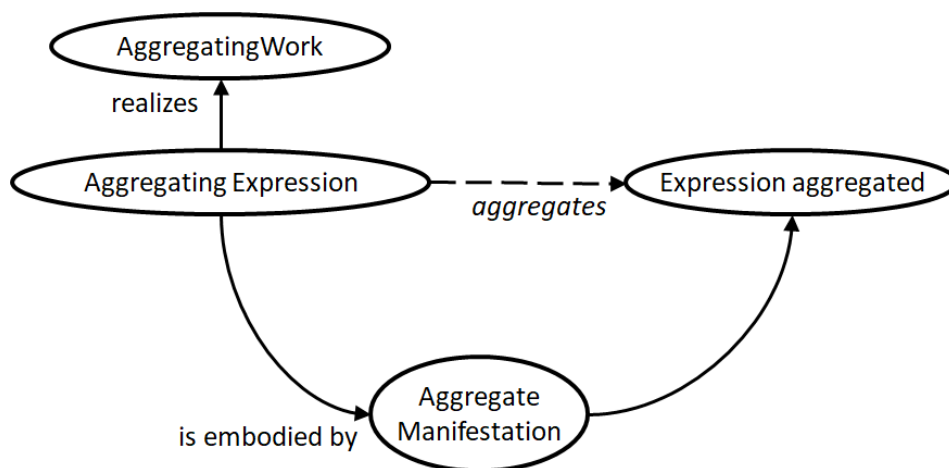 AggregatingWork
realizes
Aggregating Expression
aggregates
Expression aggregated
Aggregate
Manifestation
is embodied by